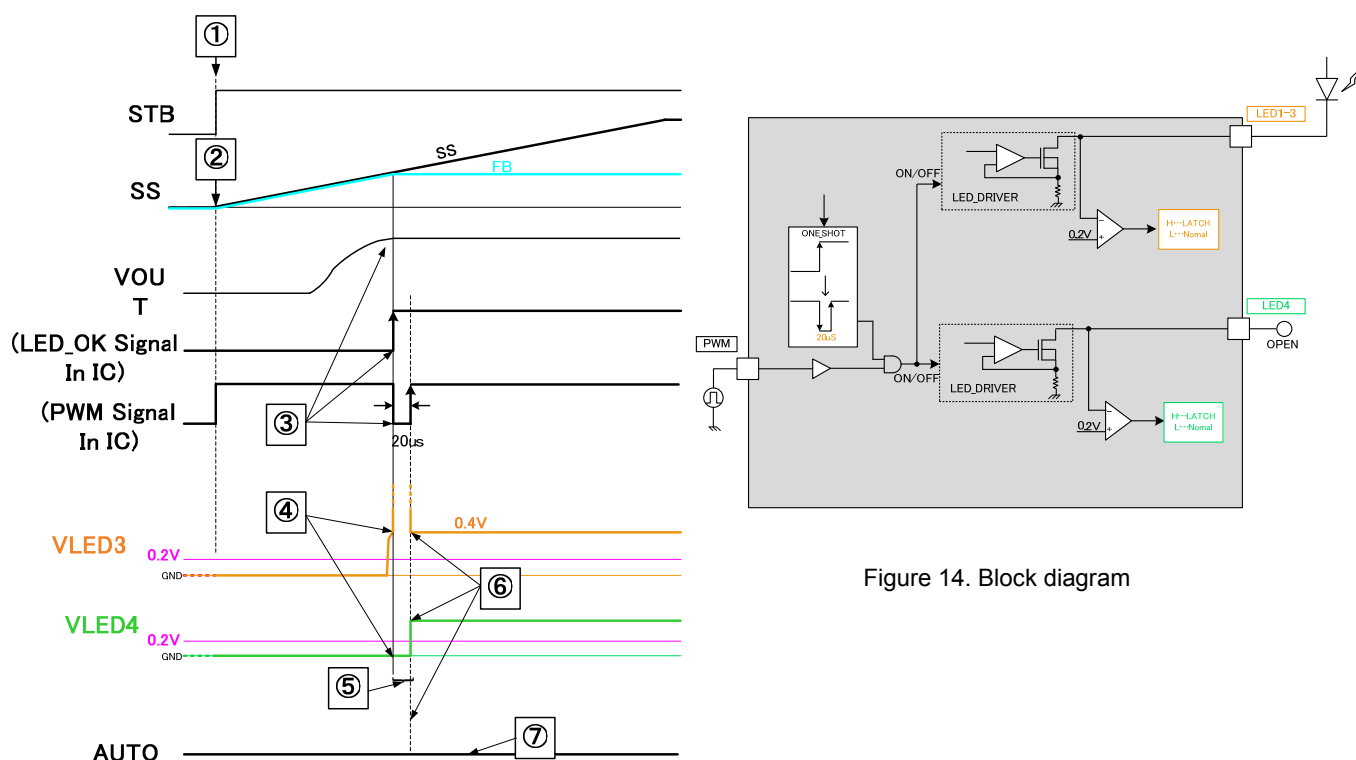 ①
STB
②
SS
SS
FB
VOU
T
(LED_OK Signal
In IC)
(PWM Signal
In IC)
③
20us
④
VLED3
0.2V
GND
0.4V
⑥
VLED4
0.2V
GND
⑤
AUTO
⑦
LED1-3
ON/OFF
LED_DRIVER
0.2V
H…LATCH
L…Nomal
ONE_SHOT
20uS
LED4
OPEN
PWM
ON/OFF
LED_DRIVER
0.2V
H…LATCH
L…Nomal
Figure 14. Block diagram